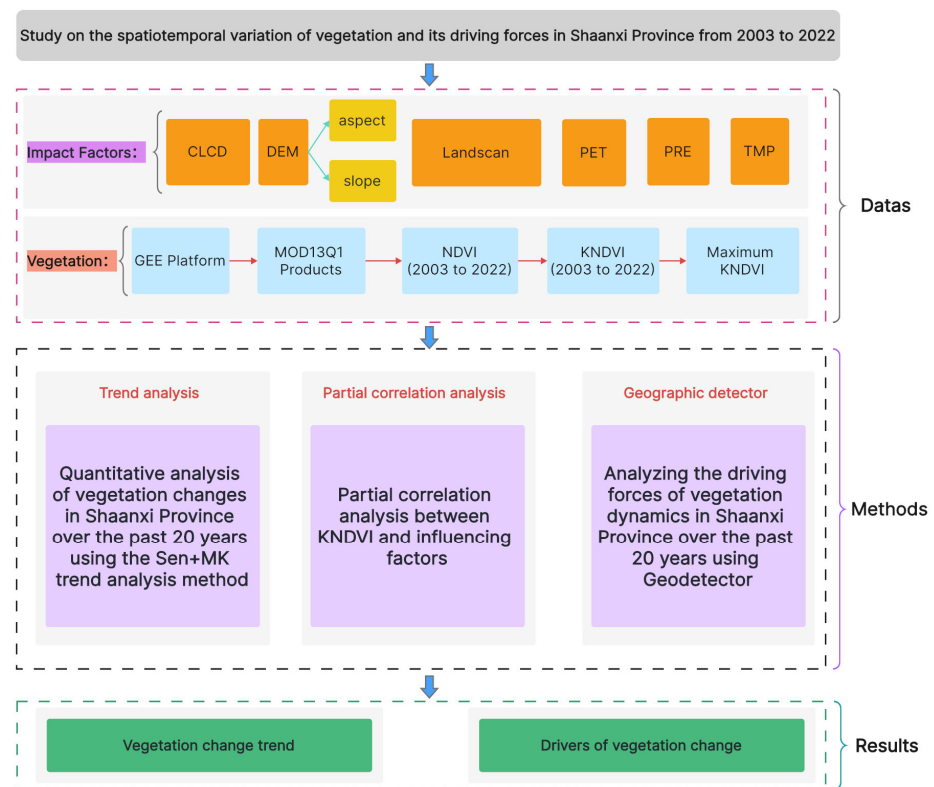 Study on the spatiotemporal variation of vegetation and its driving forces in Shaanxi Province from 2003 to 2022
Impact Factors:
CLCD
DEM
aspect
slope
Landscan
PET
PRE
TMP
Datas
Vegetation:
GEE Platform
MOD13Q1
Products
NDVI
(2003 to 2022)
KNDVI
(2003 to 2022)
Maximum
KNDVI
Trend analysis
Quantitative analysis
of vegetation changes
in Shaanxi Province
over the past 20 years
using the Sen+MK
trend analysis method
Partial correlation analysis
Partial correlation
analysis between
KNDVI and influencing
factors
Geographic detector
Analyzing the driving
forces of vegetation
dynamics in Shaanxi
Province over the past
20 years using
Geodetector
Methods
Vegetation change trend
Drivers of vegetation change
Results